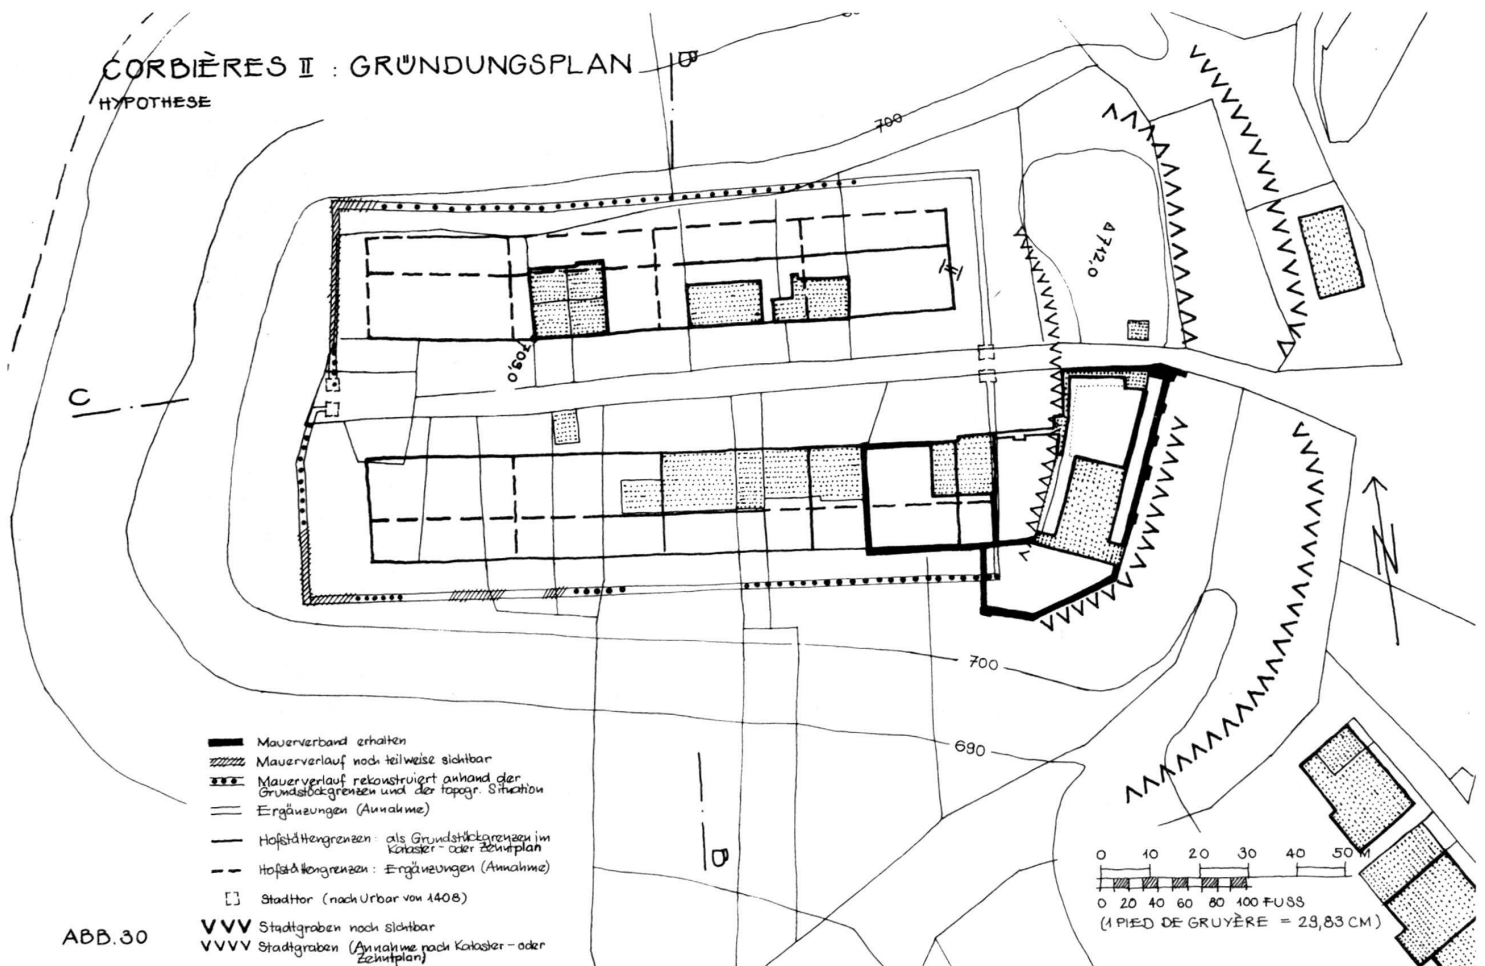 CORBIÈRES II : GRÜNDUNGSPLAN
HYPOTHESE
B
700
4712,0
709,0
C
700
690
Mauerverband erhalten
Mauerverlauf noch teilweise sichtbar
Mauerverlauf rekonstruiert anhand der
Grundstückgrenzen und der topogr. Situation
Ergänzungen (Annahme)
Hofstättengrenzen: als Grundstückgrenzen im
Kataster- oder Zehntplan
Hofstättengrenzen: Ergänzungen (Annahme)
Stadttor (nach Urbar von 1408)
Stadtgraben noch sichtbar
Stadtgraben (Annahme nach Kataster- oder
Zehntplan)
ABB.30
B
N
0 10 20 30 40 50 M
0 20 40 60 80 100 FUSS
(1 PIED DE GRUYÈRE = 29,83 CM)